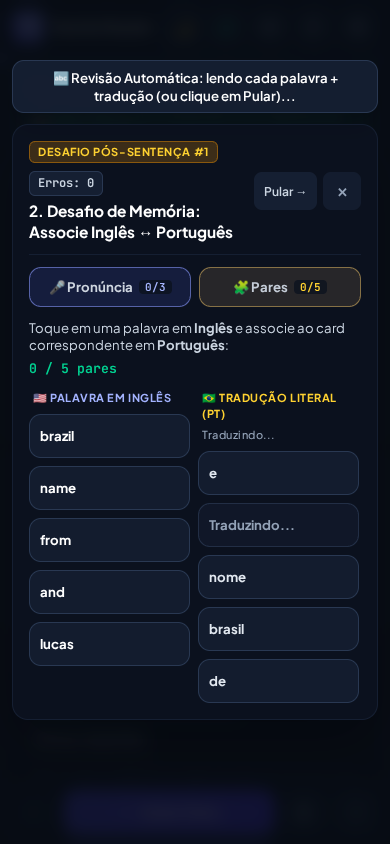 🔤 Revisão Automática: lendo cada palavra +
tradução (ou clique em Pular)...
DESAFIO PÓS-SENTENÇA #1
Erros: 0
2. Desafio de Memória:
Associe Inglês ↔ Português
Pular →
✕
🎤 Pronúncia 0/3
🧩 Pares 0/5
Toque em uma palavra em Inglês e associe ao card
correspondente em Português:
0 / 5 pares
🇺🇸 PALAVRA EM INGLÊS
brazil
name
from
and
lucas
🇧🇷 TRADUÇÃO LITERAL
(PT)
Traduzindo...
e
Traduzindo...
nome
brasil
de